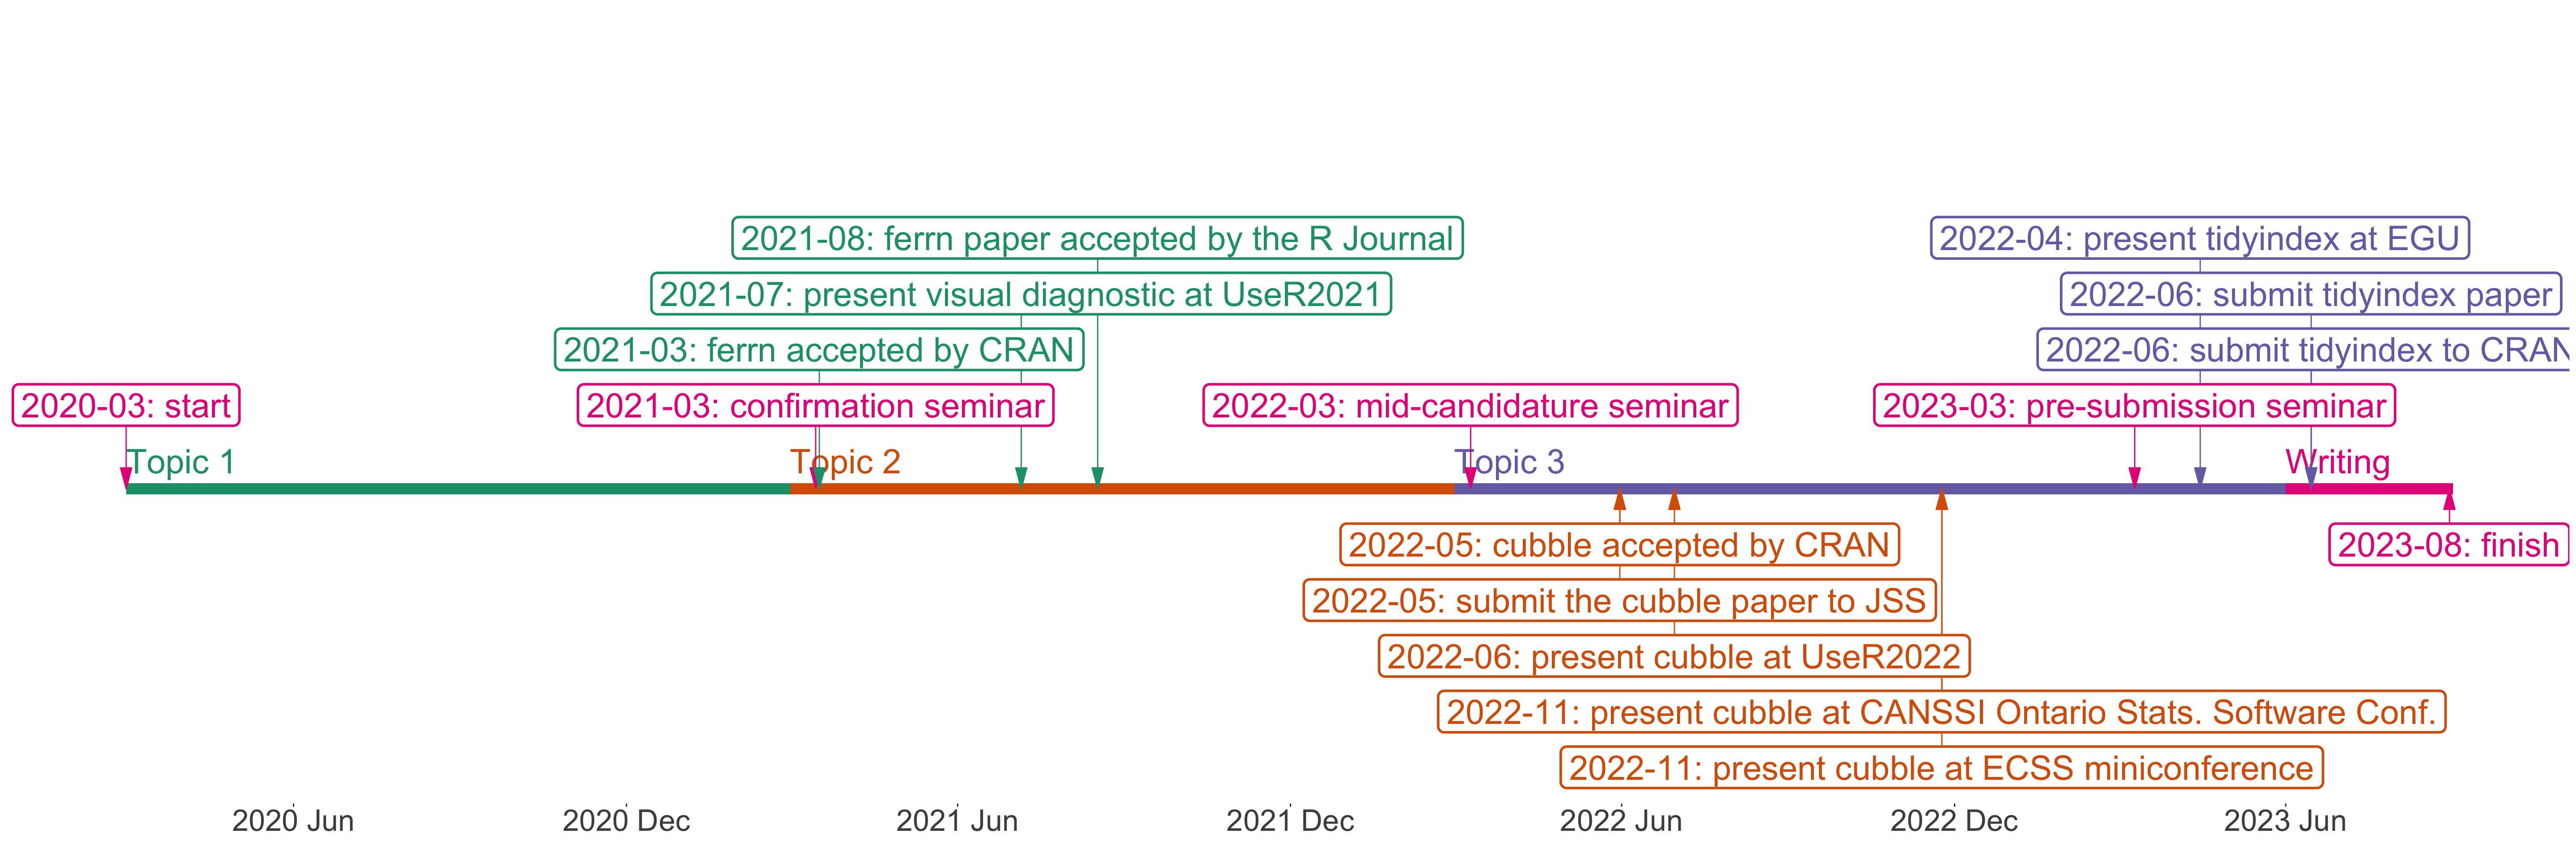 2021-08: ferrn paper accepted by the R Journal
2022-04: present tidyindex at EGU
2021-07: present visual diagnostic at UseR2021
2022-06: submit tidyindex paper
2021-03: ferrn accepted by CRAN
2022-06: submit tidyindex to CRAN
2020-03: start
2021-03: confirmation seminar
2022-03: mid-candidature seminar
2023-03: pre-submission seminar
Topic 1
Topic 2
Topic 3
Writing
2022-05: cubble accepted by CRAN
2023-08: finish
2022-05: submit the cubble paper to JSS
2022-06: present cubble at UseR2022
2022-11: present cubble at CANSSI Ontario Stats. Software Conf.
2022-11: present cubble at ECSS miniconference
2020 Jun
2020 Dec
2021 Jun
2021 Dec
2022 Jun
2022 Dec
2023 Jun